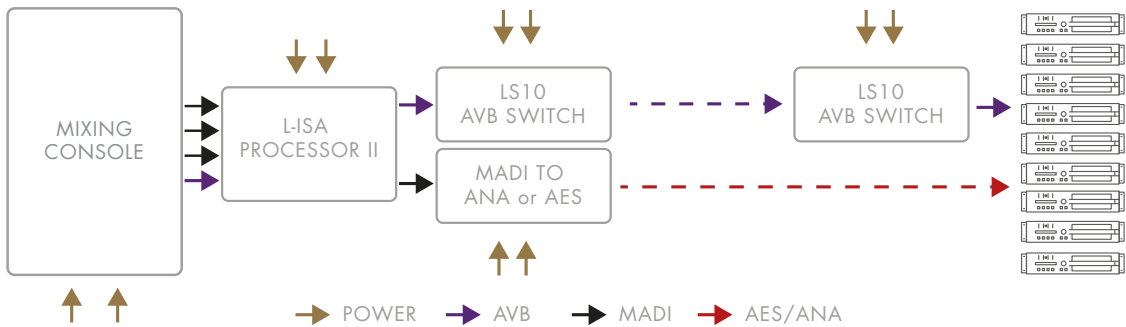 MIXING
CONSOLE
L-ISA
PROCESSOR II
LS10
AVB SWITCH
MADI TO
ANA or AES
LS10
AVB SWITCH
POWER
AVB
MADI
AES/ANA